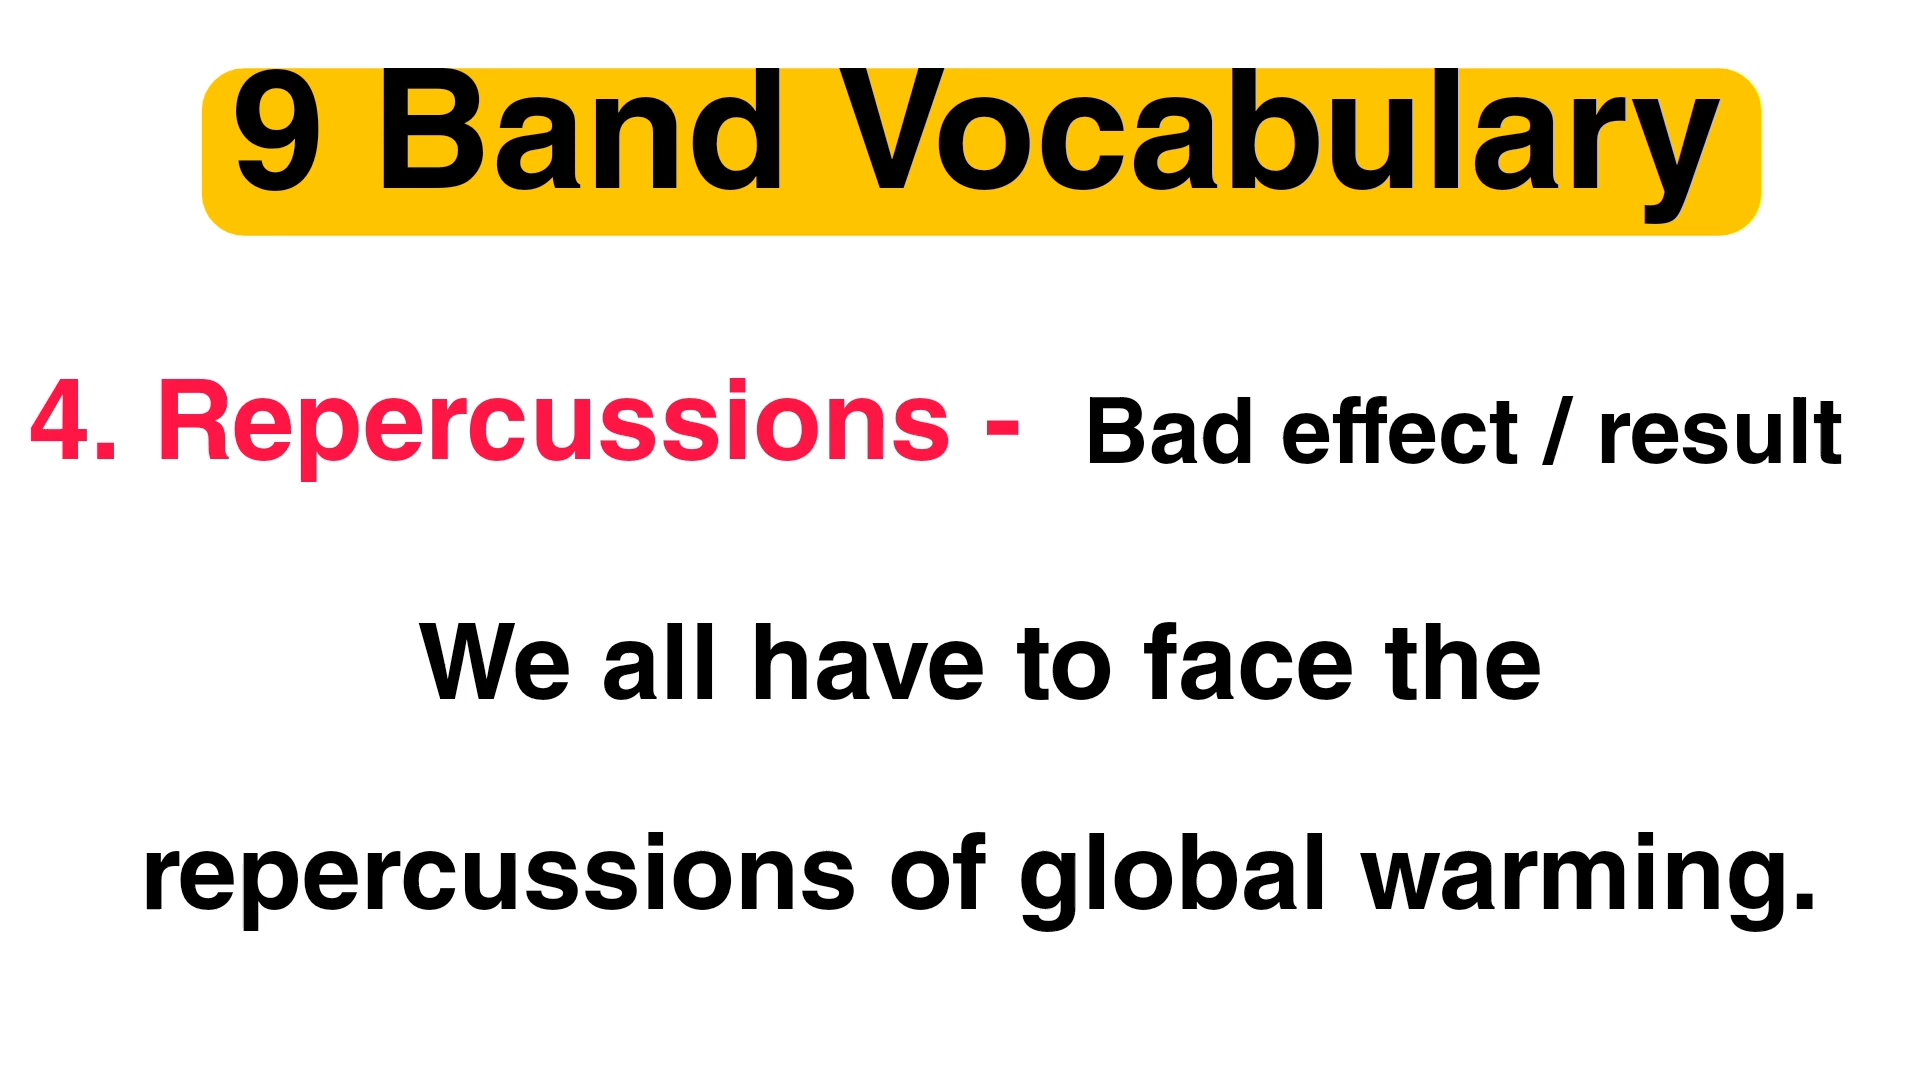 9 Band Vocabulary
4. Repercussions - Bad effect / result
We all have to face the
repercussions of global warming.